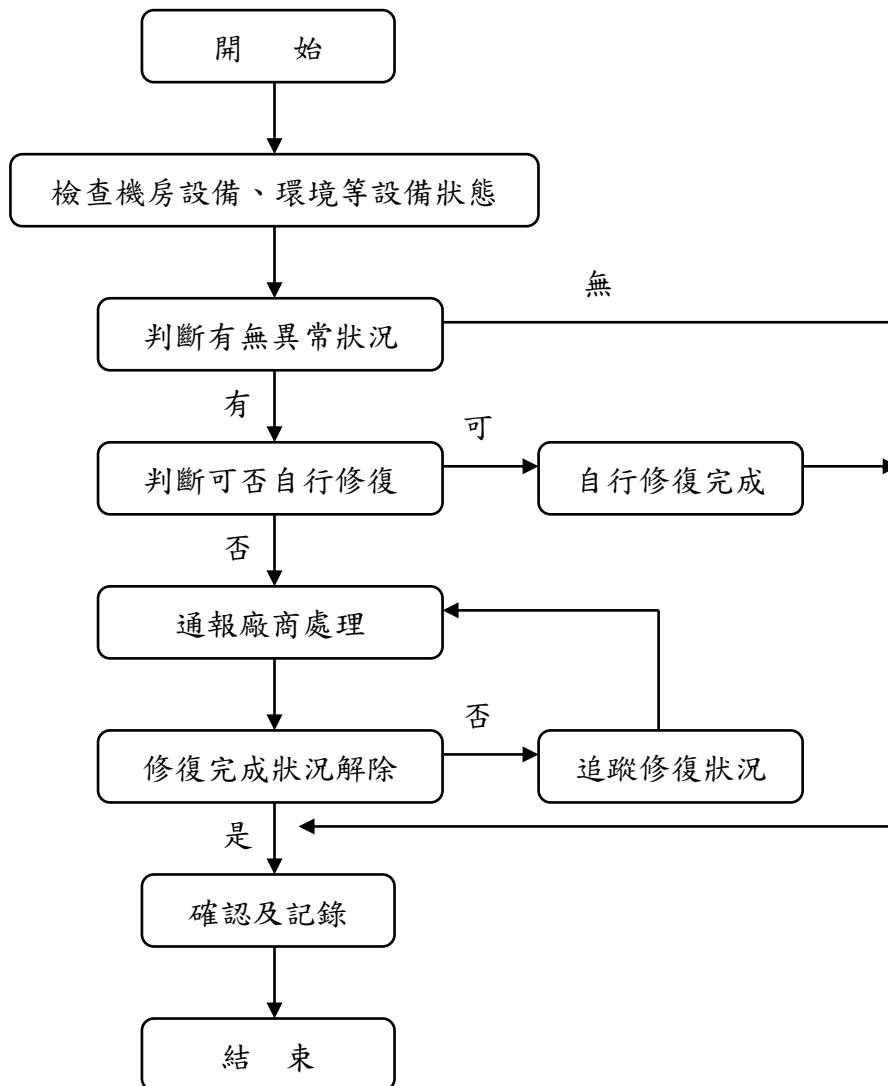 開 始
檢查機房設備、環境等設備狀態
無
判斷有無異常狀況
有
可
判斷可否自行修復
自行修復完成
否
通報廠商處理
否
修復完成狀況解除
追蹤修復狀況
是
確認及記錄
結 束